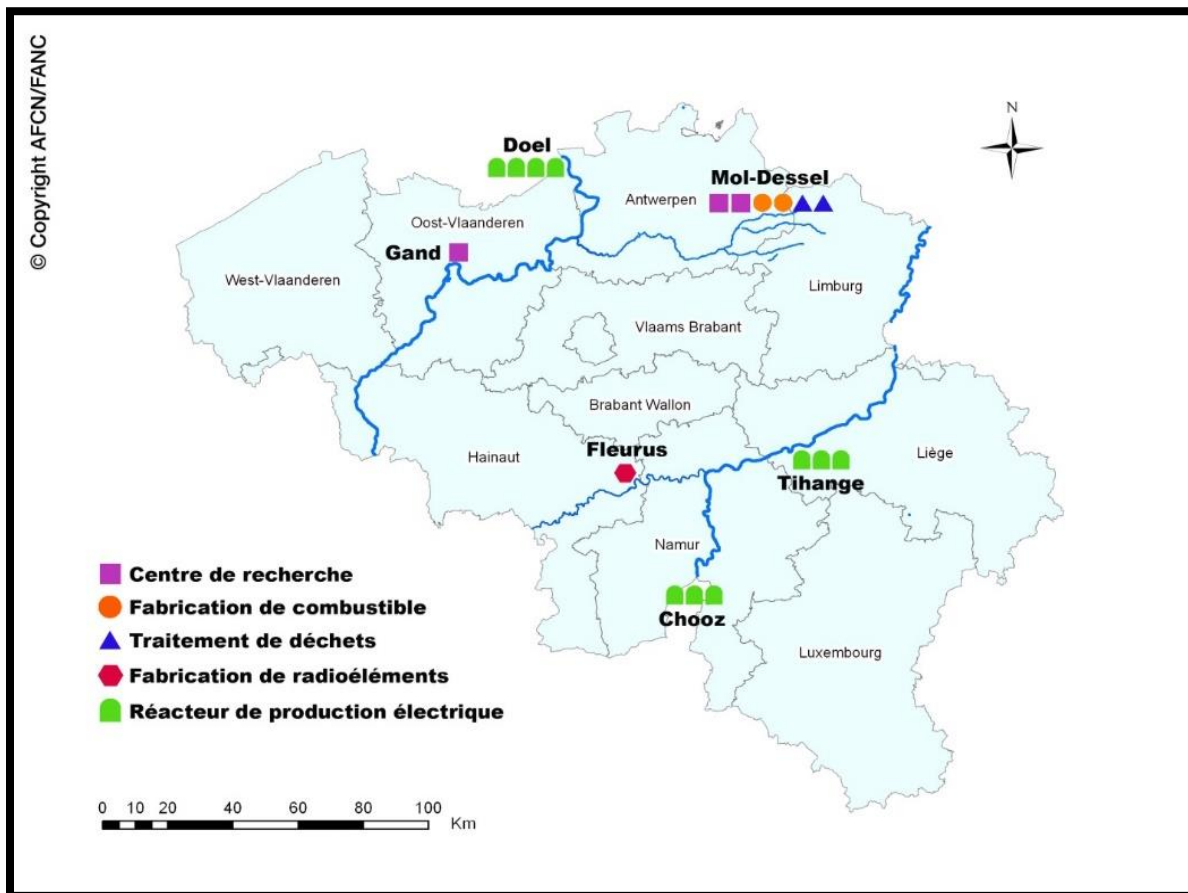 © Copyright AFCN/FANC
N
Doel
Mol-Dessel
Antwerpen
Oost-Vlaanderen
Gand
West-Vlaanderen
Limburg
Vlaams Brabant
Brabant Wallon
Fleurus
Hainaut
Liège
Tihange
Namur
Chooz
Luxembourg
Centre de recherche
Fabrication de combustible
Traitement de déchets
Fabrication de radioéléments
Réacteur de production électrique
0 10 20 40 60 80 100
Km